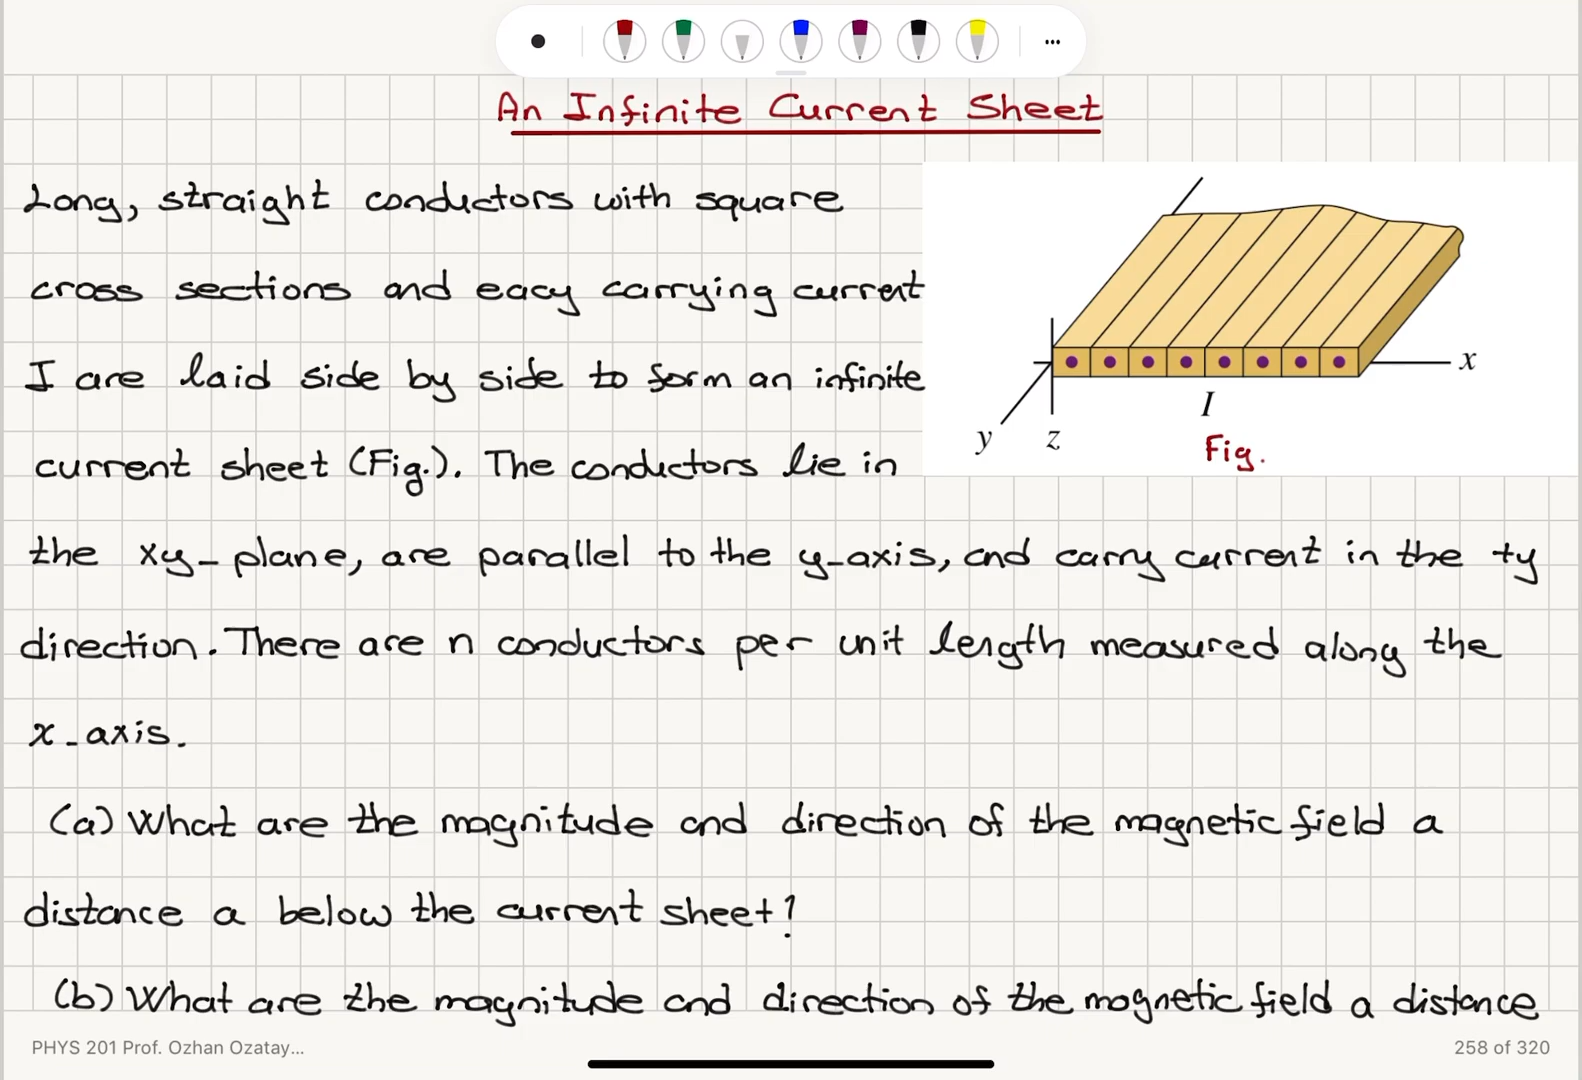 An Infinite Current Sheet
Long, straight conductors with square
cross sections and eacy carrying current
I are laid side by side to form an infinite
current sheet (Fig.). The conductors lie in
the xy-plane, are parallel to the y-axis, and carry current in the +y
direction. There are n conductors per unit length measured along the
x-axis.
x
I
y
z
Fig.
(a) What are the magnitude and direction of the magnetic field a
distance a below the current sheet?
(b) What are the magnitude and direction of the magnetic field a distance
PHYS 201 Prof. Ozhan Ozatay...
258 of 320